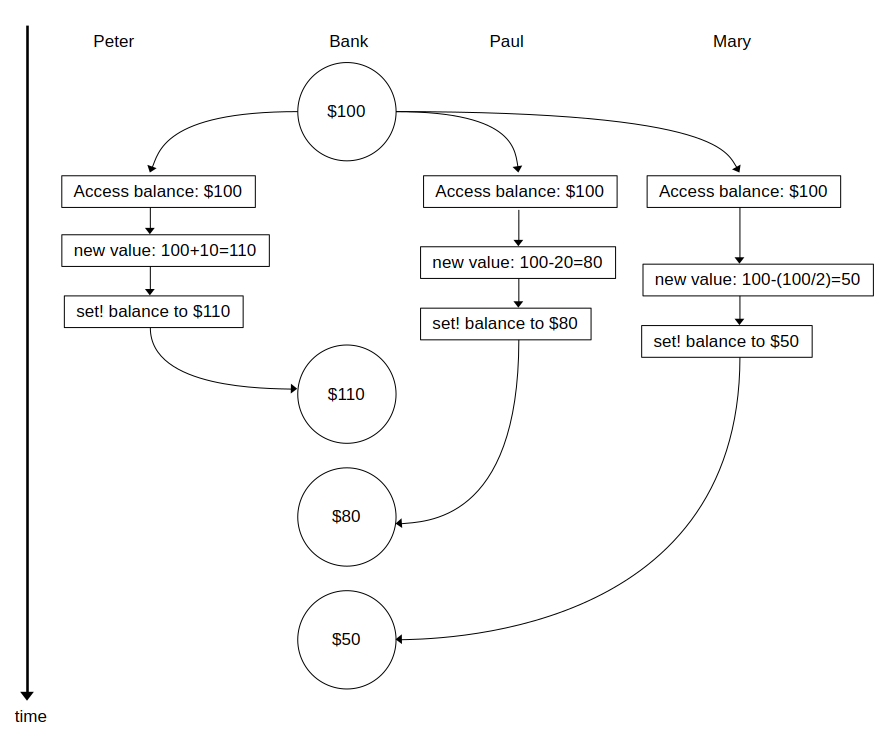 Peter
Bank
Paul
Mary
$100
Access balance: $100
Access balance: $100
Access balance: $100
new value: 100+10=110
new value: 100-20=80
new value: 100-(100/2)=50
set! balance to $110
set! balance to $80
set! balance to $50
$110
$80
$50
time